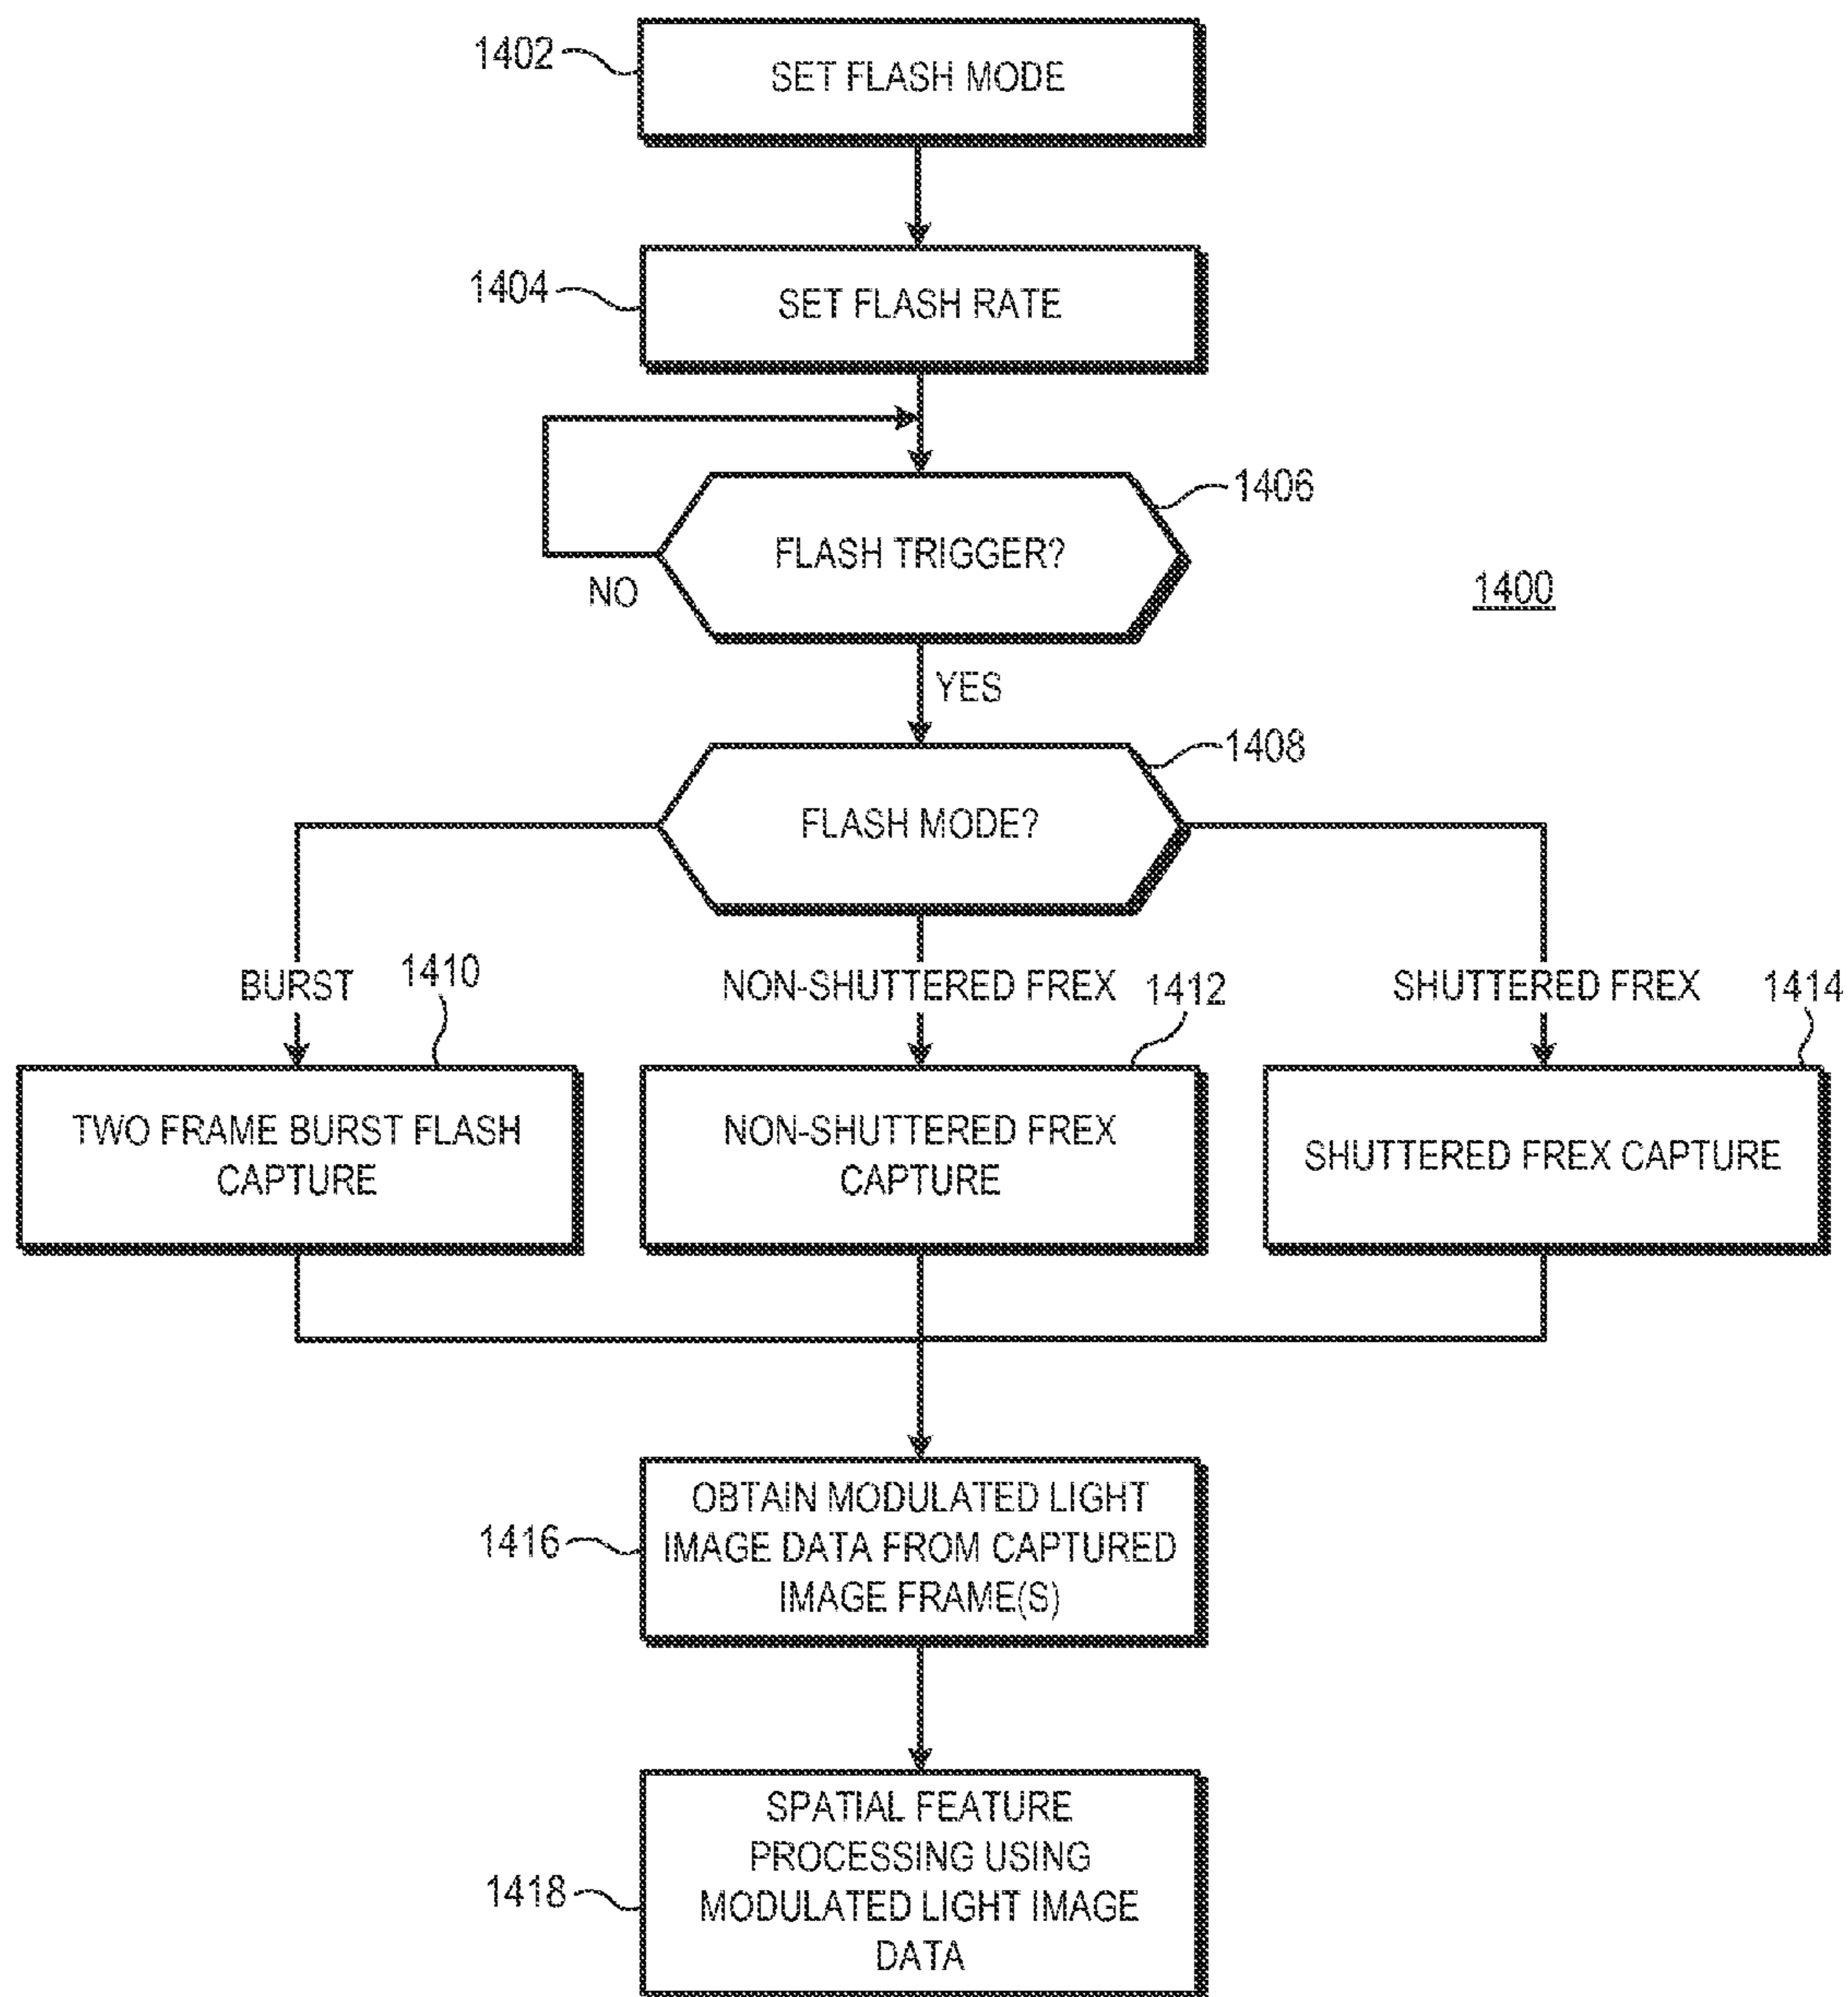 1402
SET FLASH MODE
1404
SET FLASH RATE
1406
FLASH TRIGGER?
NO
1400
YES
1408
FLASH MODE?
BURST
1410
NON-SHUTTERED FREX
1412
SHUTTERED FREX
1414
TWO FRAME BURST FLASH
CAPTURE
NON-SHUTTERED FREX
CAPTURE
SHUTTERED FREX CAPTURE
1416
OBTAIN MODULATED LIGHT
IMAGE DATA FROM CAPTURED
IMAGE FRAME(S)
1418
SPATIAL FEATURE
PROCESSING USING
MODULATED LIGHT IMAGE
DATA